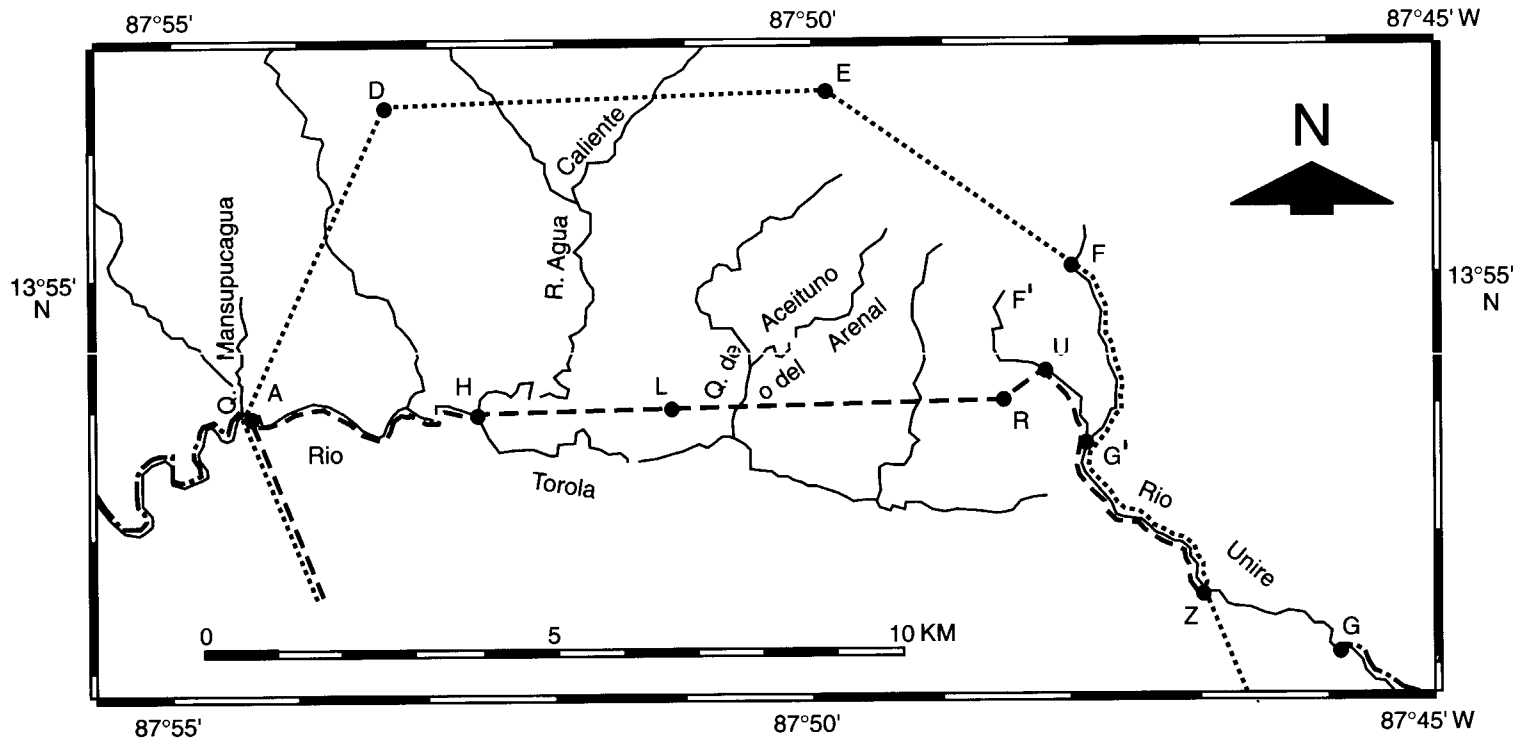 87°55'
87°50'
87°45' W
D
E
N
Caliente
R. Agua
Mansupucagua
Q.
13°55'
N
13°55'
N
F
F'
Aceituno
Q. de
Arenal
o del
U
A
H
L
R
G'
Rio
Torola
Rio
Unire
Z
G
0
5
10 KM
87°55'
87°50'
87°45' W